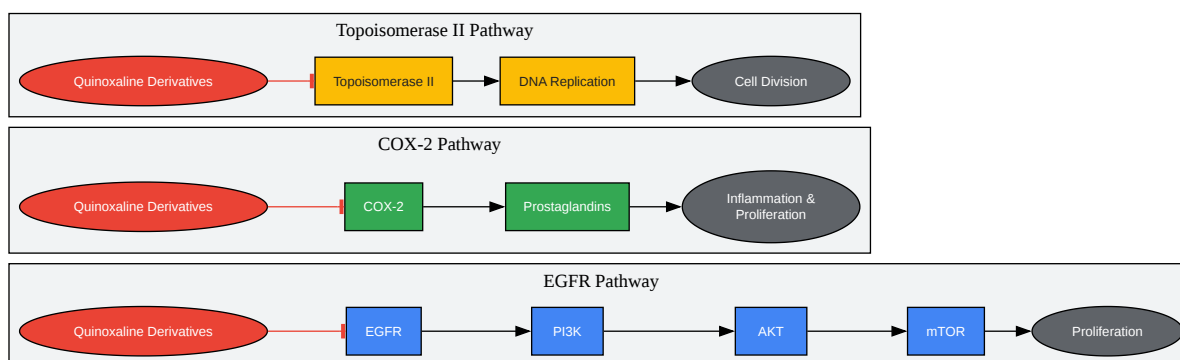 Topoisomerase II Pathway
Quinoxaline Derivatives
Topoisomerase II
DNA Replication
Cell Division
COX-2 Pathway
Quinoxaline Derivatives
COX-2
Prostaglandins
Inflammation &
Proliferation
EGFR Pathway
Quinoxaline Derivatives
EGFR
PI3K
AKT
mTOR
Proliferation